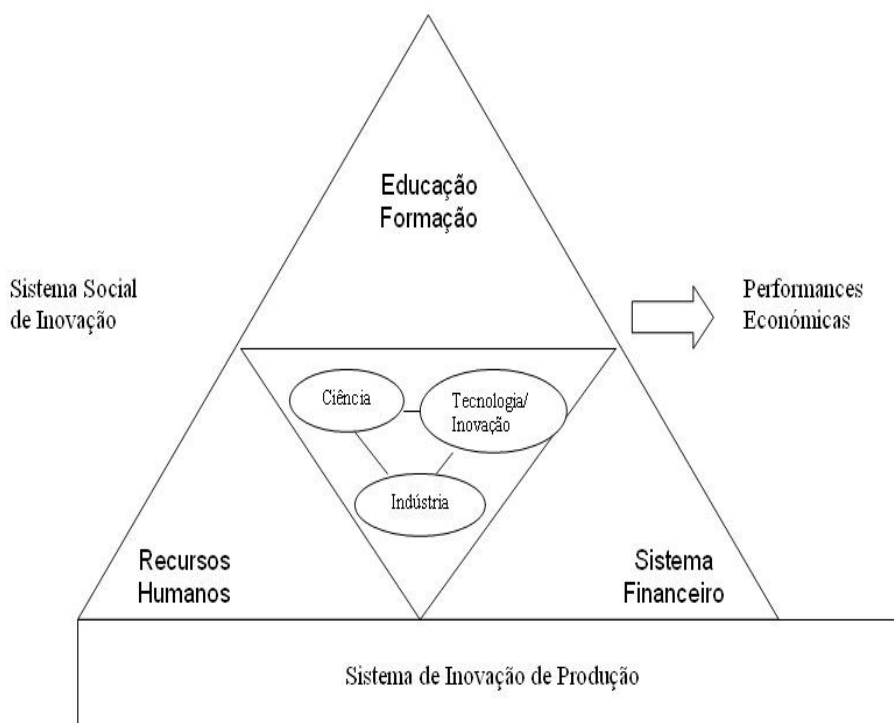 Educação
Formação
Sistema Social
de Inovação
Performances
Económicas
Ciência
Tecnologia/
Inovação
Indústria
Recursos
Humanos
Sistema
Financeiro
Sistema de Inovação de Produção